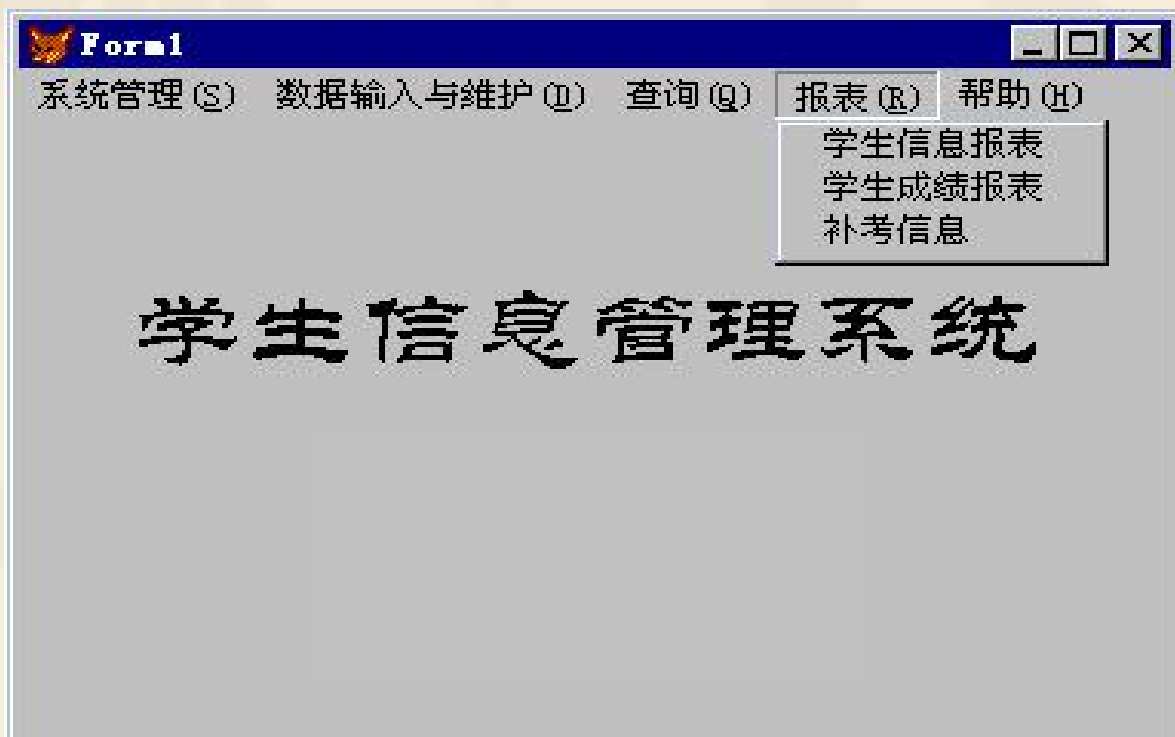 Form1
系统管理(S) 数据输入与维护(D) 查询(Q) 报表(R) 帮助(H)
学生信息报表
学生成绩报表
补考信息
学生信息管理系统